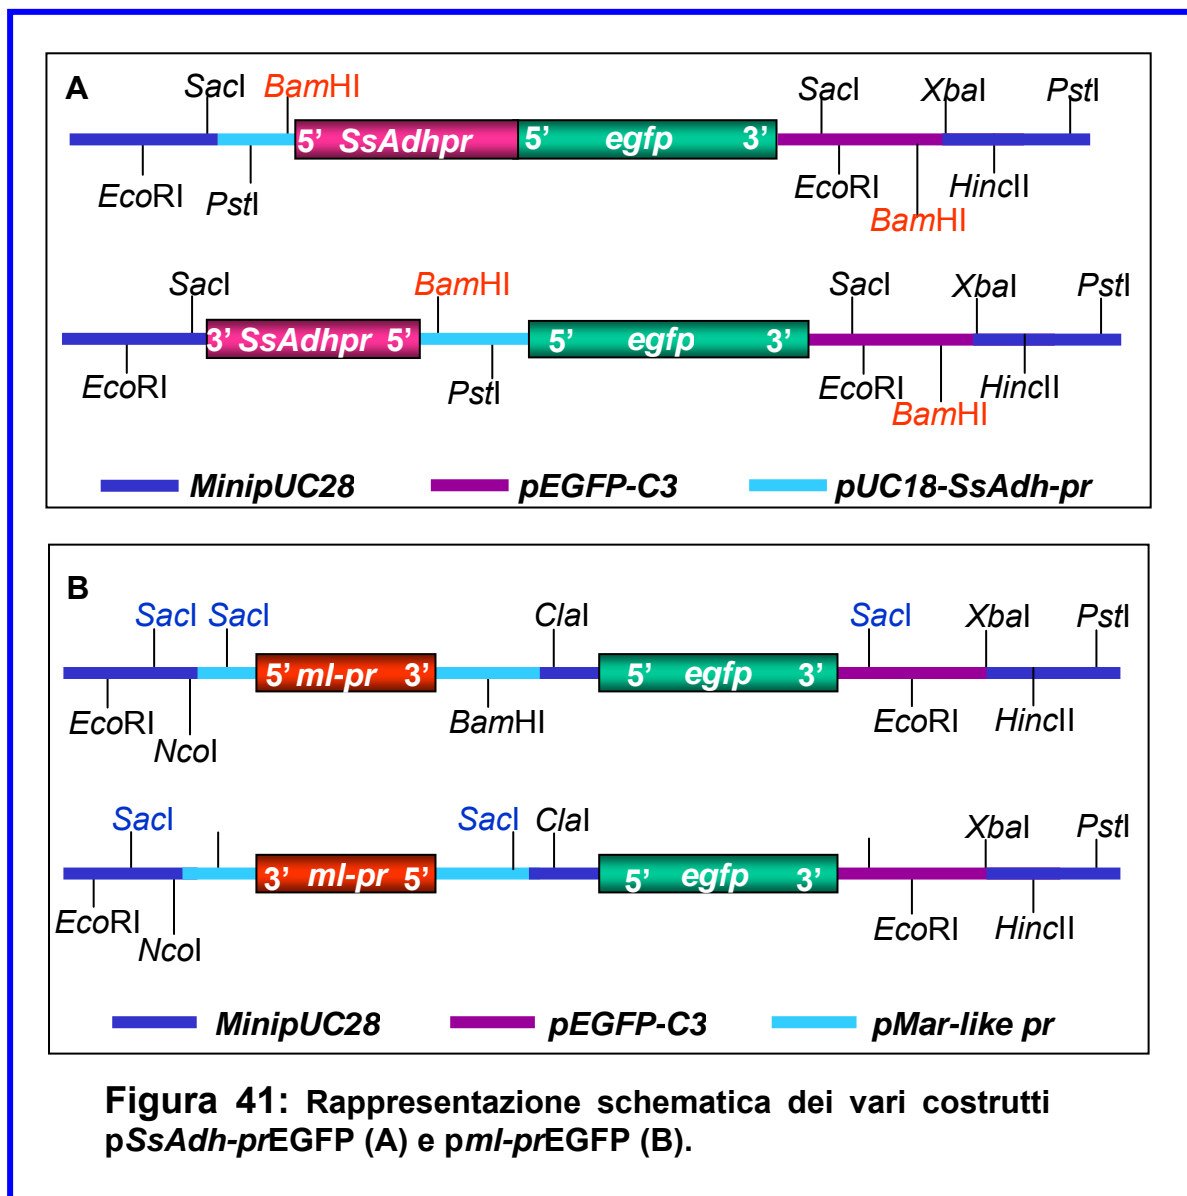 A
SacI BamHI SacI XbaI PstI
5’ SsAdhpr 5’ egfp 3’
EcoRI PstI EcoRI BamHI HincII
SacI BamHI SacI XbaI PstI
3’ SsAdhpr 5’ 5’ egfp 3’
EcoRI PstI EcoRI BamHI HincII
MinipUC28 pEGFP-C3 pUC18-SsAdh-pr
B
SacI SacI ClaI SacI XbaI PstI
5’ ml-pr 3’ 5’ egfp 3’
EcoRI NcoI BamHI EcoRI HincII
SacI SacI ClaI XbaI PstI
3’ ml-pr 5’ 5’ egfp 3’
EcoRI NcoI EcoRI HincII
MinipUC28 pEGFP-C3 pMar-like pr
Figura 41: Rappresentazione schematica dei vari costrutti
pSsAdh-prEGFP (A) e pml-prEGFP (B).